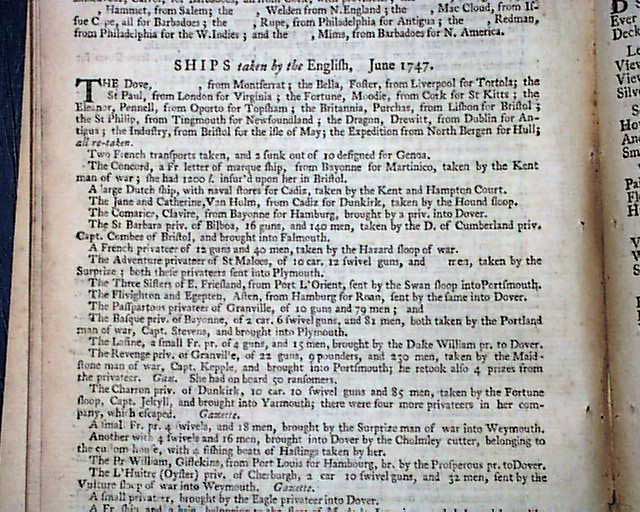 , Hammet, from Salem; the , Welden from N. England; the , Mac Cloud, from Is-
sue C pe, all for Barbadoes; the , Rupe, from Philadelphia for Antigua; the , Redman,
from Philadelphia for the W. Indies; and the , Mims, from Barbadoes for N. America.
SHIPS taken by the English, June 1747.
THE Dove, , from Montserrat; the Bella, Foster, from Liverpool for Tortola; the
St Paul, from London for Virginia; the Fortune, Moodie, from Cork for St Kitts; the
Eleanor, Pennell, from Oporto for Topsham; the Britannia, Purchas, from Lisbon for Bristol;
the St Philip, from Tingmouth for Newfoundland; the Dragon, Drewitt, from Dublin for An-
tigua; the Industry, from Bristol for the isle of May; the Expedition from North Bergen for Hull;
all re-taken.
Two French transports taken, and 2 sunk out of 10 designed for Genoa.
The Concord, a Fr letter of marque ship, from Bayonne for Martinico, taken by the Kent
man of war; she had 1200 l. insur'd upon her in Bristol.
A large Dutch ship, with naval stores for Cadiz, taken by the Kent and Hampton Court.
The Jane and Catherine, Van Holm, from Cadiz for Dunkirk, taken by the Hound sloop.
The Comarice, Clavire, from Bayonne for Hamburg, brought by a priv. into Dover.
The St Barbara priv. of Bilboa, 16 guns, and 140 men, taken by the D. of Cumberland priv.
Capt. Comber of Bristol, and brought into Falmouth.
A French privateer of 12 guns and 40 men, taken by the Hazard sloop of war.
The Adventure privateer of St Maloes, of 10 car. 12 swivel guns, and men, taken by the
Surprize; both these privateers sent into Plymouth.
The Three Sisters of E. Friesland, from Port L'Orient, sent by the Swan sloop into Portsmouth.
The Flivighton and Egepten, Asten, from Hamburg for Roan, sent by the same into Dover.
The Passpartous privateer of Granville, of 10 guns and 79 men; and
The Basque priv. of Bayonne, of 2 car. 6 swivel guns, and 82 men, both taken by the Portland
man of war, Capt. Stevens, and brought into Plymouth.
The Lasine, a small Fr. pr. of 4 guns, and 15 men, brought by the Duke William pr. to Dover.
The Revenge priv. of Granville, of 22 guns, 9 pounders, and 230 men, taken by the Maid-
stone man of war, Capt. Kepple, and brought into Portsmouth; he retook also 4 prizes from
the privateer. Gaz. She had on board 50 ransomers.
The Charron priv. of Dunkirk, 10 car. 10 swivel guns and 85 men, taken by the Fortune
sloop, Capt. Jekyll, and brought into Yarmouth; there were four more privateers in her com-
pany, which escaped. Gazette.
A small Fr. pr. 4 swivels, and 18 men, brought by the Surprize man of war into Weymouth.
Another with 4 swivels and 16 men, brought into Dover by the Cholmley cutter, belonging to
the custom house, with 4 fishing boats of Hastings taken by her.
The Pr William, Gistekins, from Port Louis for Hambourg, br. by the Prosperous pr. to Dover.
The L'Huitre (Oyster) priv. of Cherburgh, 2 car 10 swivel guns, and 32 men, sent by the
Vulture sloop of war into Weymouth. Gazette.
A small privateer, brought by the Eagle privateer into Dover.